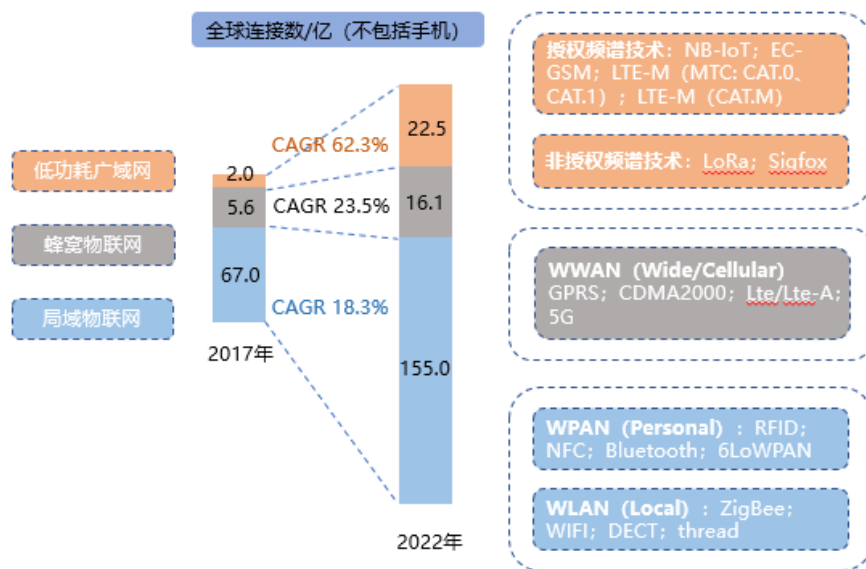 全球连接数/亿（不包括手机）
低功耗广域网
蜂窝物联网
局域物联网
2.0
5.6
67.0
2017年
CAGR 62.3%
CAGR 23.5%
CAGR 18.3%
22.5
16.1
155.0
2022年
授权频谱技术：NB-IoT；EC-
GSM；LTE-M（MTC: CAT.0、
CAT.1）；LTE-M（CAT.M）
非授权频谱技术：LoRa；Sigfox
WWAN（Wide/Cellular)
GPRS；CDMA2000；Lte/Lte-A；
5G
WPAN（Personal）：RFID；
NFC；Bluetooth；6LoWPAN
WLAN（Local）：ZigBee；
WIFI；DECT；thread